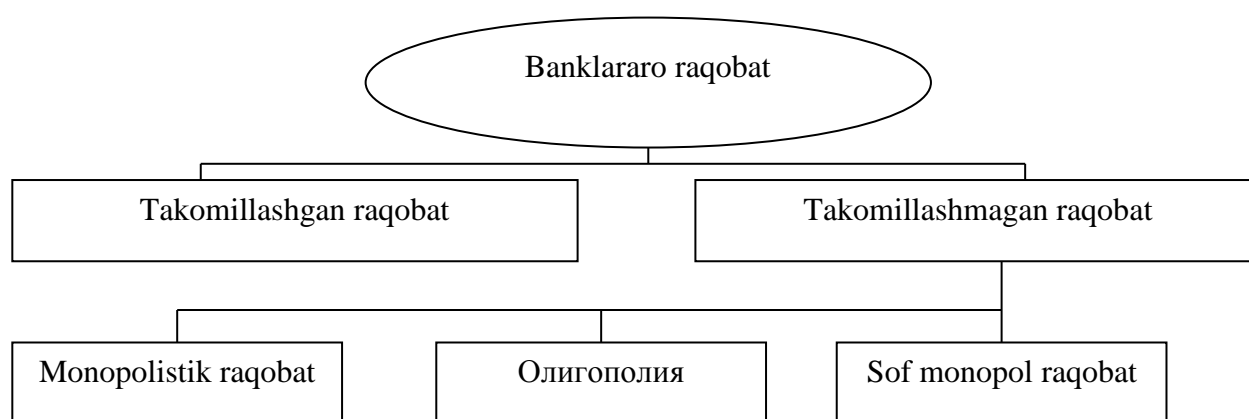 Banklararo raqobat
Takomillashgan raqobat
Takomillashmagan raqobat
Monopolistik raqobat
Олигополия
Sof monopol raqobat